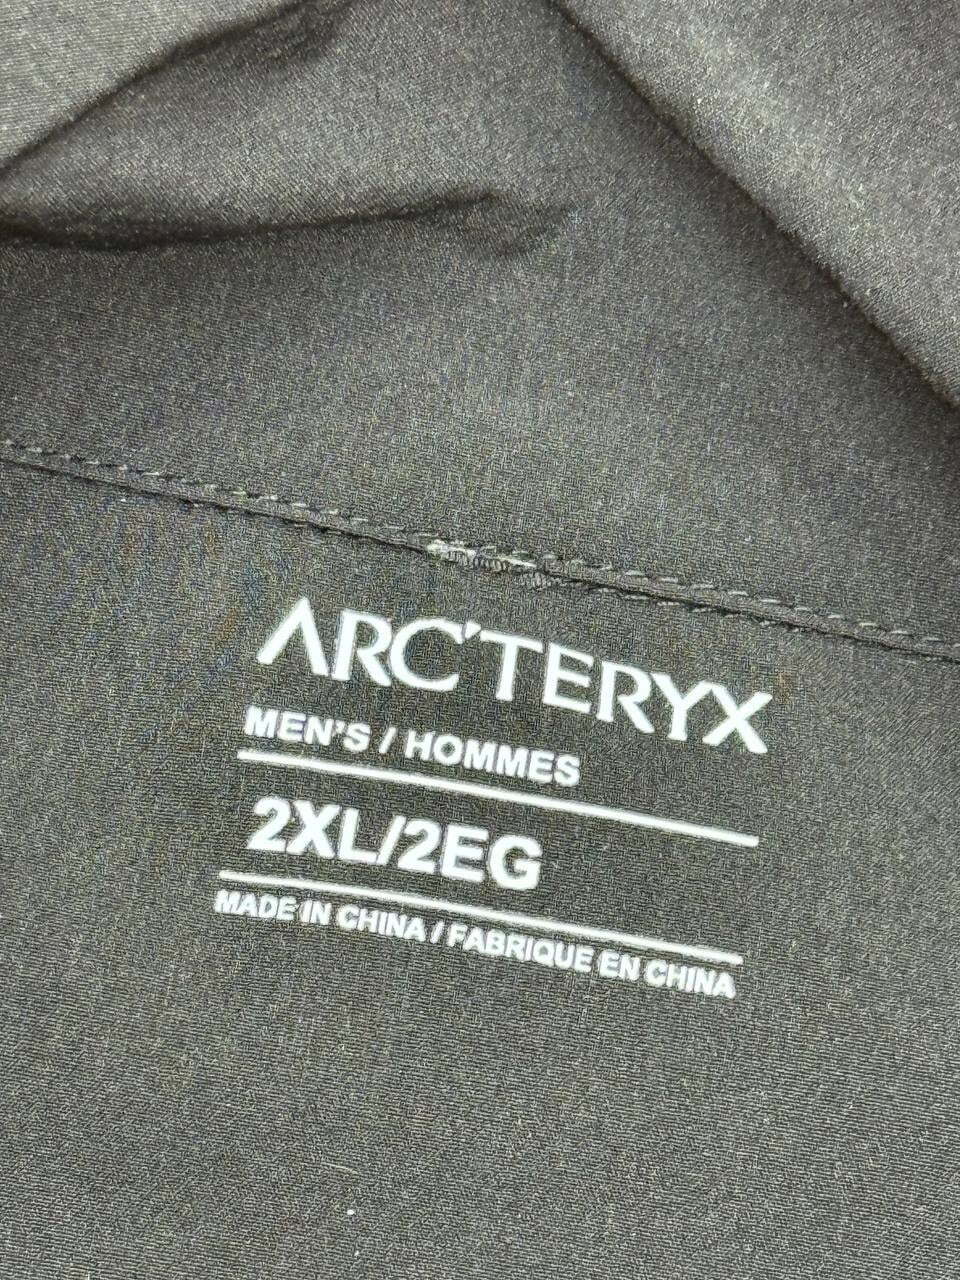 ARC'TERYX
MEN'S / HOMMES
2XL/2EG
MADE IN CHINA / FABRIQUE EN CHINA